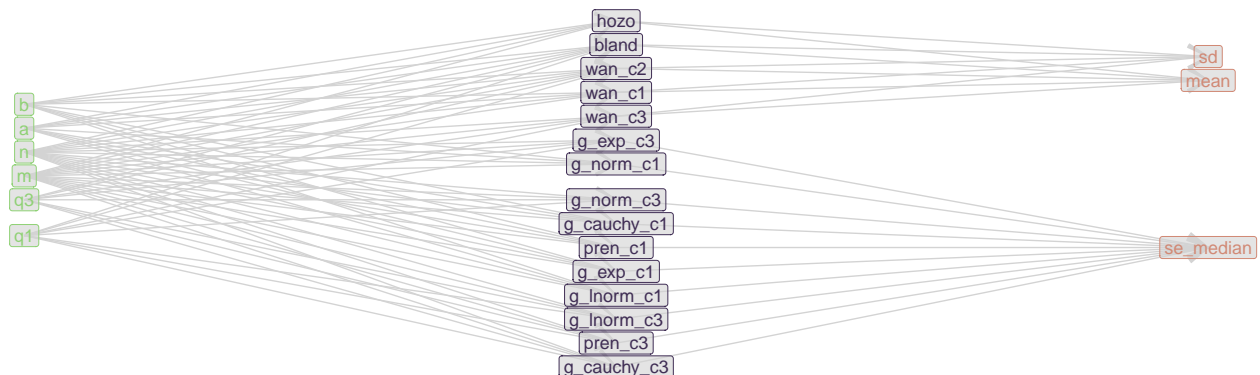 b
a
n
m
q3
q1
hozo
bland
wan_c2
wan_c1
wan_c3
g_exp_c3
g_norm_c1
g_norm_c3
g_cauchy_c1
pren_c1
g_exp_c1
g_lnorm_c1
g_lnorm_c3
pren_c3
g_cauchy_c3
sd
mean
se_median